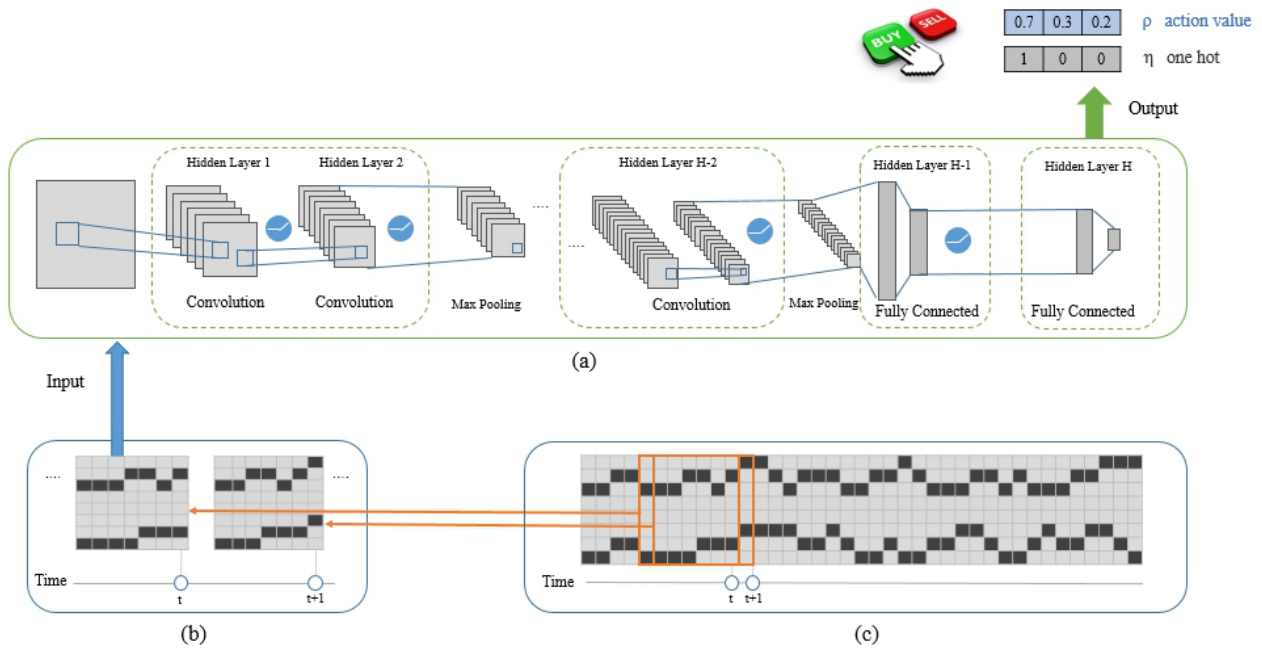 BUY
SELL
0.7 0.3 0.2 ρ action value
1 0 0 η one hot
Output
Hidden Layer 1
Hidden Layer 2
Hidden Layer H-2
Hidden Layer H-1
Hidden Layer H
....
....
Convolution
Convolution
Max Pooling
Convolution
Max Pooling
Fully Connected
Fully Connected
(a)
Input
....
....
Time
t
t+1
(b)
Time
t
t+1
(c)